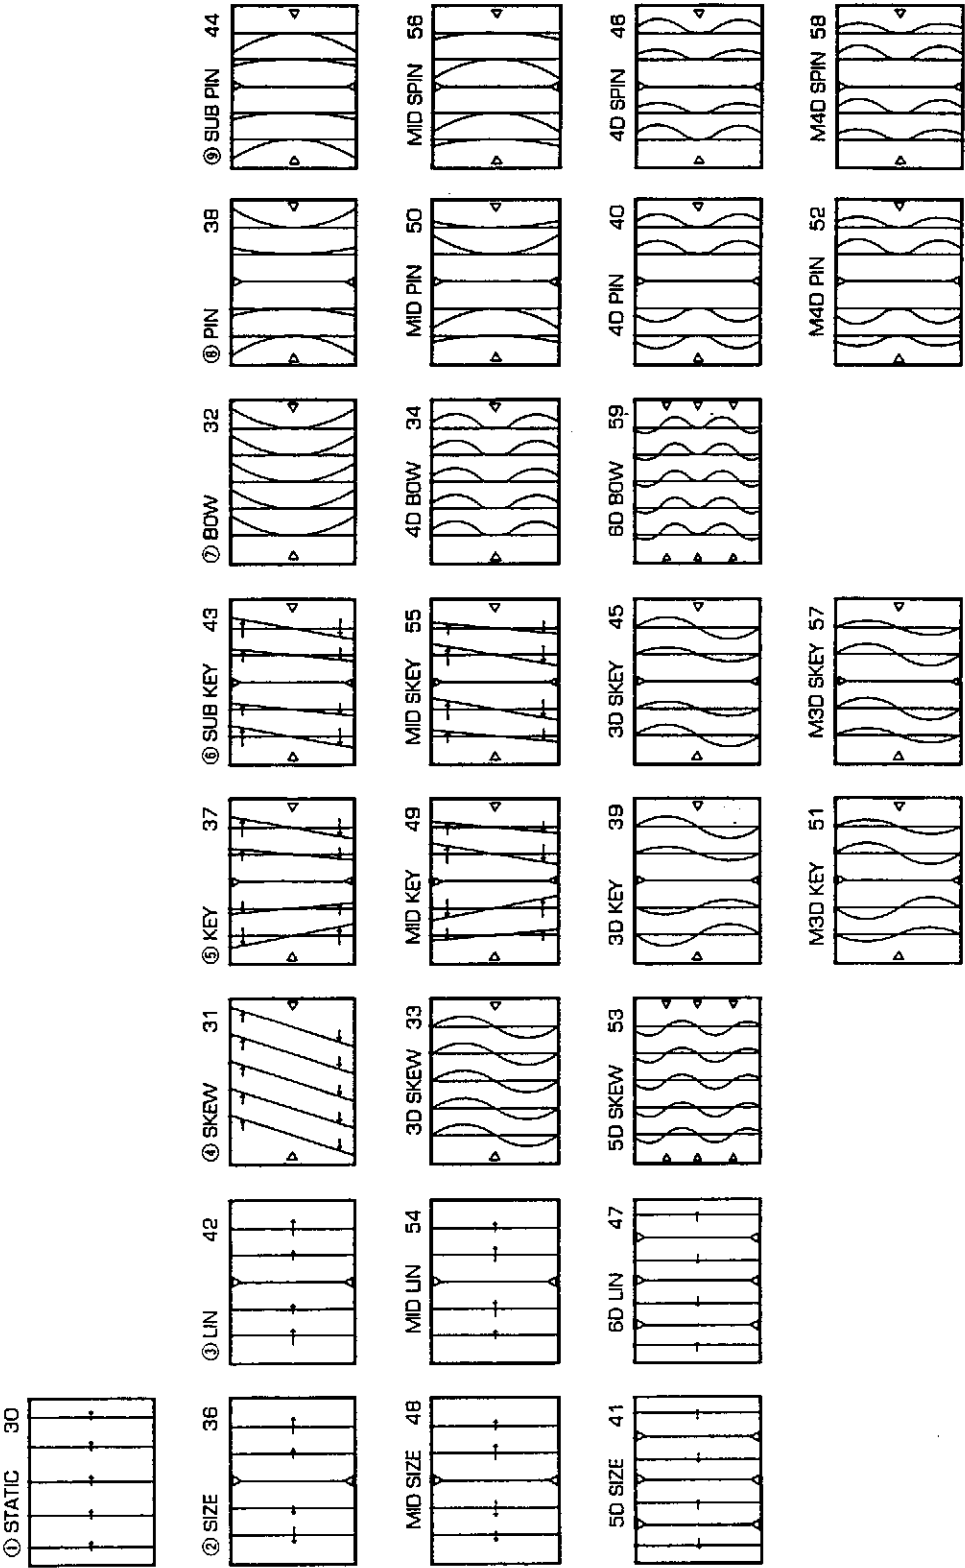 ① STATIC 30
② SIZE 36
③ LIN 42
④ SKEW 31
⑤ KEY 37
⑥ SUB KEY 43
⑦ BOW 32
⑧ PIN 38
⑨ SUB PIN 44
MID SIZE 48
MID LIN 54
3D SKEW 33
MID KEY 49
MID SKEY 55
4D BOW 34
MID PIN 50
MID SPIN 56
5D SIZE 41
6D LIN 47
5D SKEW 53
3D KEY 39
3D SKEY 45
6D BOW 59
4D PIN 40
4D SPIN 46
M3D KEY 51
M3D SKEY 57
M4D PIN 52
M4D SPIN 58